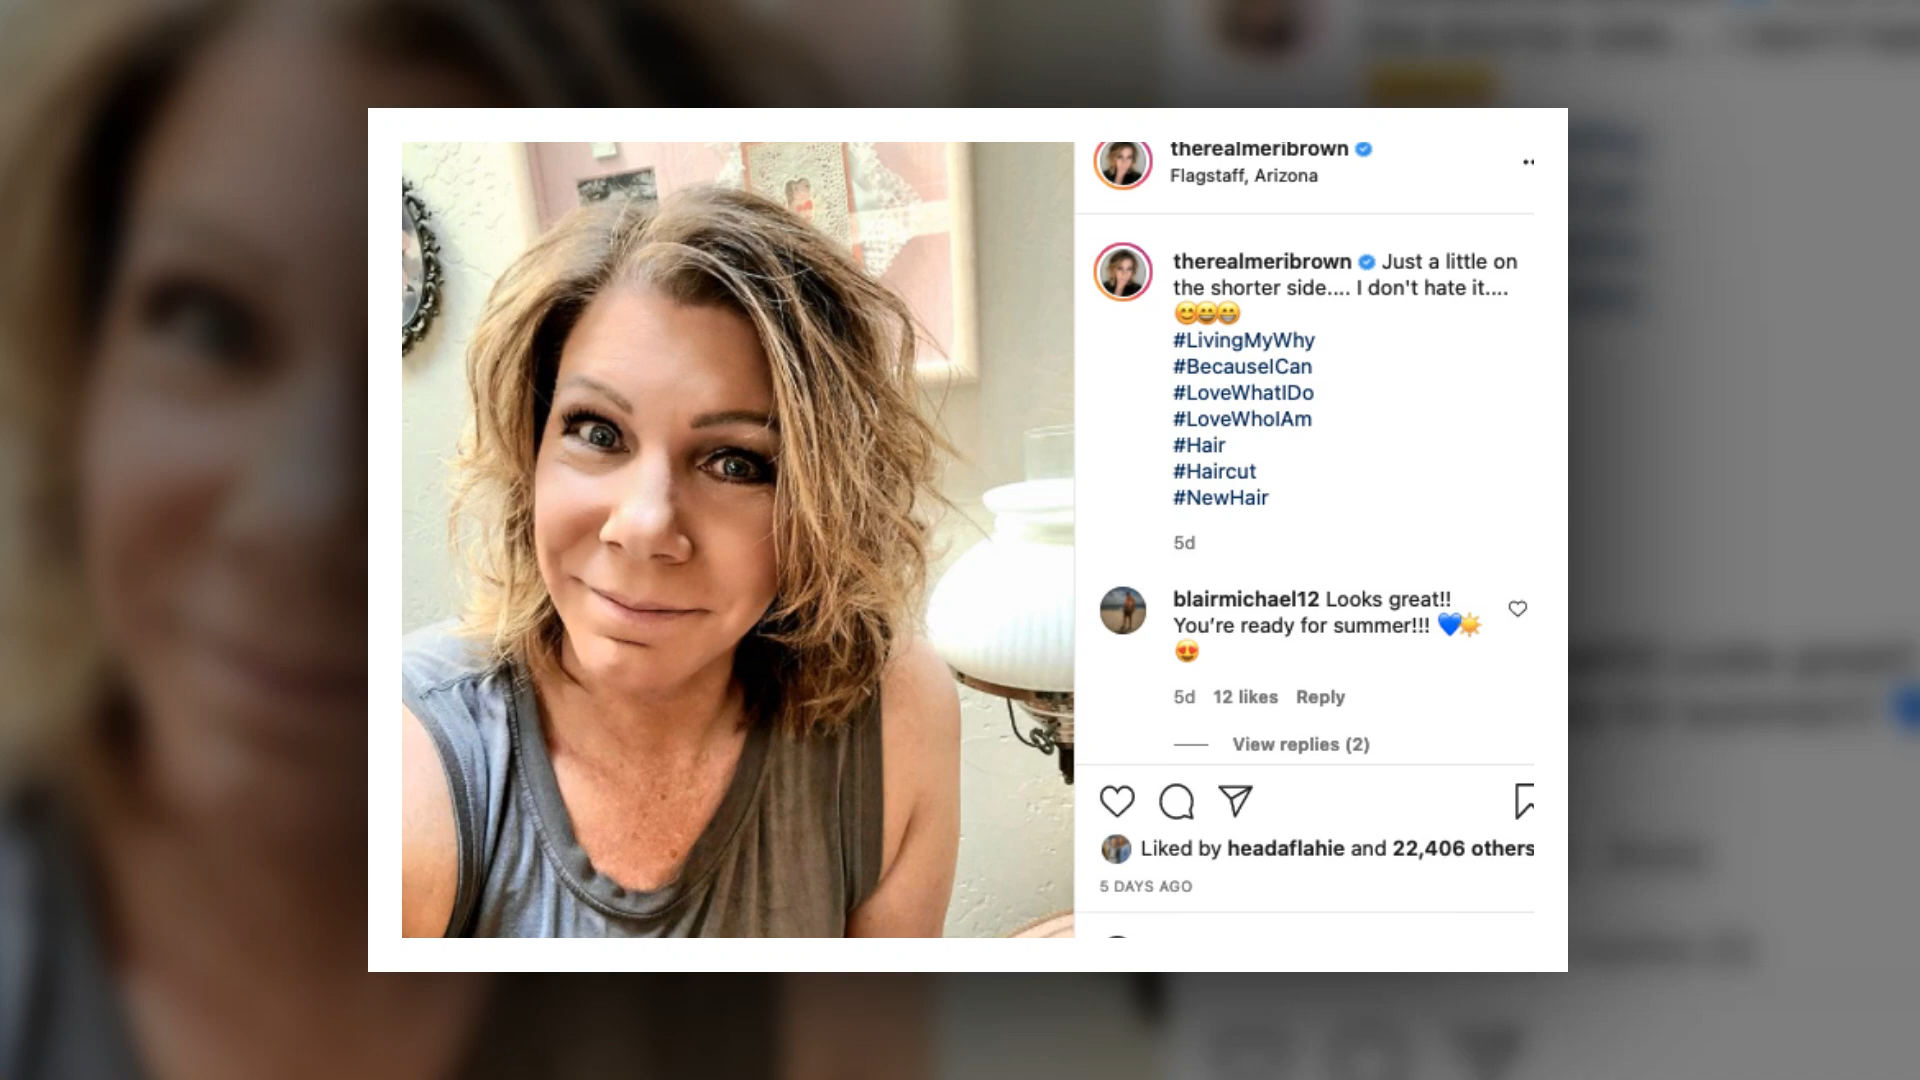 therealmeribrown
Flagstaff, Arizona
therealmeribrown Just a little on
the shorter side.... I don't hate it....
😊😁😁
#LivingMyWhy
#BecauseICan
#LoveWhatIDo
#LoveWhoIAm
#Hair
#Haircut
#NewHair
5d
blairmichael12 Looks great!!
You’re ready for summer!!! 💙☀️
😍
5d 12 likes Reply
View replies (2)
Liked by headaflahie and 22,406 others
5 DAYS AGO